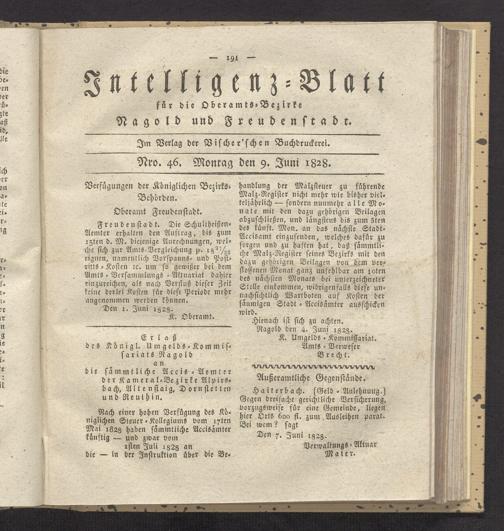 — 191 —
Intelligenz-Blatt
für die Oberamts-Bezirke
Nagold und Freudenstadt.
Im Verlag der Vischer'schen Buchdruckerei.
Nro. 46. Montag den 9. Juni 1828.
Verfügungen der Königlichen Bezirks-
Behörden.
Oberamt Freudenstadt.
Freudenstadt. Die Schultheißen-
Aemter erhalten den Auftrag, bis zum
15ten d. M. diejenige Anrechnungen, wel-
che sich zur Amts-Vergleichung p. 18
eignen, namentlich Vorspanns- und Post-
ritts-Kosten ꝛc. um so gewisser bei dem
Amts-Versammlungs-Aktuariat dahier
einzureichen, als nach Verfluß dieser Zeit
keine derlei Kosten für diese Periode mehr
angenommen werden können.
Den 1. Juni 1828.
K. Oberamt.
Erlaß
des Königl. Umgelds-Kommis-
sariats Nagold
an
die sämmtliche Accis-Aemter
der Kameral-Bezirke Alpirs-
bach, Altenstaig, Dornstetten
und Reuthin.
Nach einer hohen Verfügung des Kö-
niglichen Steuer-Kollegiums vom 17ten
Mai 1828 haben sämmtliche Accisämter
künftig — und zwar vom
1sten Juli 1828 an
die — in der Instruktion über die Be-
handlung der Malzsteuer zu führende
Malz-Register nicht mehr wie bisher vier-
teljährlich — sondern nunmehr alle Mo-
nate mit den dazu gehörigen Beilagen
abzuschließen, und längstens bis zum 5ten
des künft. Mon. an das nächste Stadt-
Accisamt einzusenden, welches dafür zu
sorgen und zu haften hat, daß sämmtli-
che Malz-Register seines Bezirks mit den
dazu gehörigen Beilagen von dem ver-
flossenen Monat ganz unfehlbar am 10ten
des nächsten Monats bei unterzeichneter
Stelle einkommen, widrigenfalls diese un-
nachsichtlich Wartboten auf Kosten der
säumigen Stadt-Accisämter ausschicken
wird.
Hienach ist sich zu achten.
Nagold den 4. Juni 1828.
K. Umgelds-Kommissariat.
Amts-Verweser
Brecht.
Außeramtliche Gegenstände.
Haiterbach. [Geld-Anlehnung.]
Gegen dreifache gerichtliche Versicherung,
vorzugsweise für eine Gemeinde, liegen
hier Orts 600 fl. zum Ausleihen parat.
Bei wem? sagt
Den 7. Juni 1828.
Verwaltungs-Aktuar
Maier.